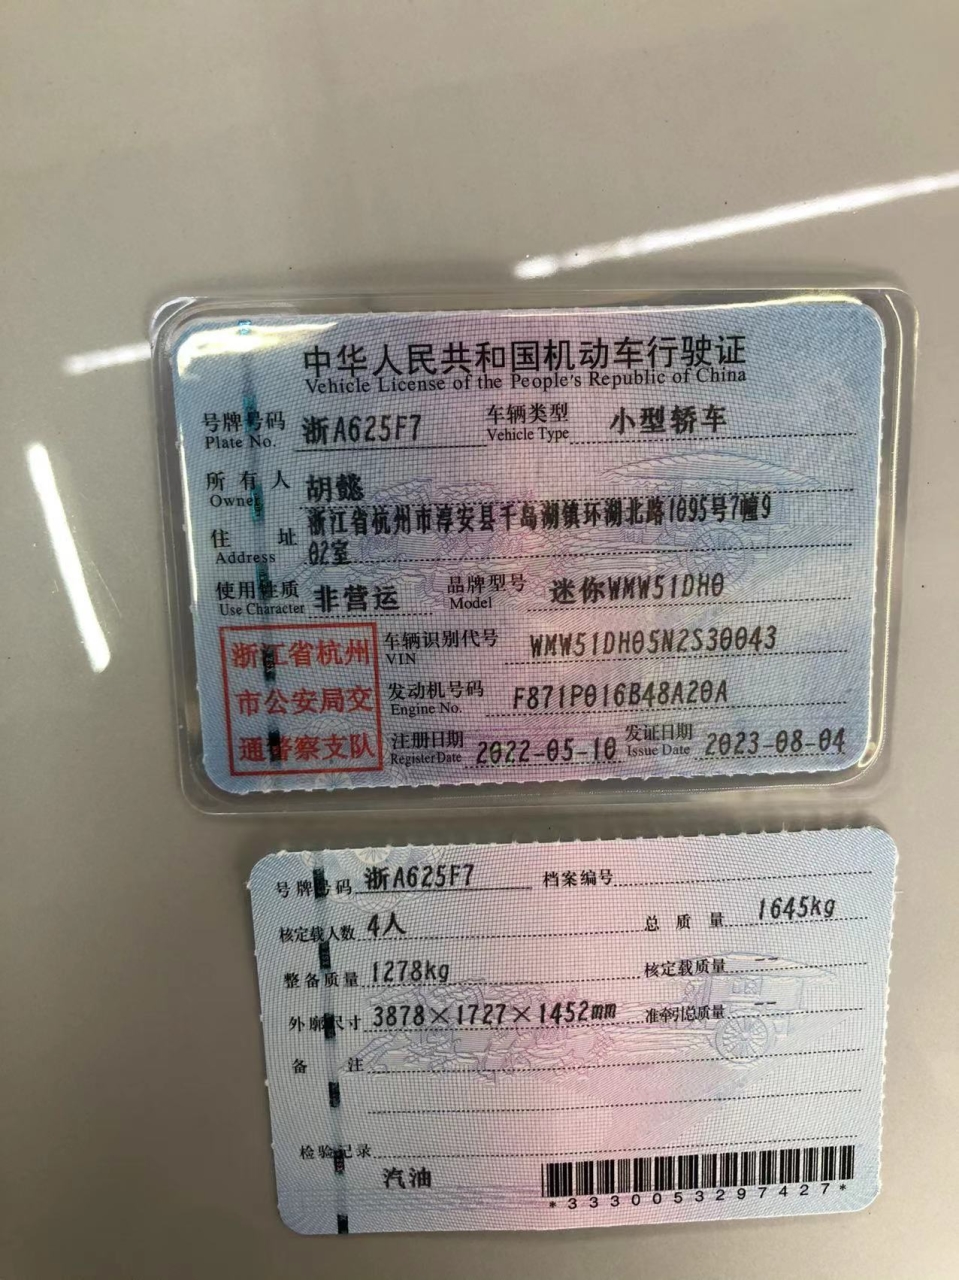 中华人民共和国机动车行驶证
Vehicle License of the People's Republic of China
号牌号码 浙A625F7 车辆类型 小型轿车
Plate No. Vehicle Type
所有人 胡懿
Owner
住址 浙江省杭州市淳安县千岛湖镇环湖北路1095号7幢9
Address 02室
使用性质 非营运 品牌型号 迷你WMW51DH0
Use Character Model
浙江省杭州
市公安局交
通警察支队
车辆识别代号 WMW51DH05N2S30043
VIN
发动机号码 F871P016B48A20A
Engine No.
注册日期 2022-05-10 发证日期 2023-08-04
Register Date Issue Date
号牌号码 浙A625F7 档案编号
核定载人数 4人 总质量 1645kg
整备质量 1278kg 核定载质量 --
外廓尺寸 3878×1727×1452mm 准牵引总质量 --
备注
检验记录
汽油
*3330053297427*